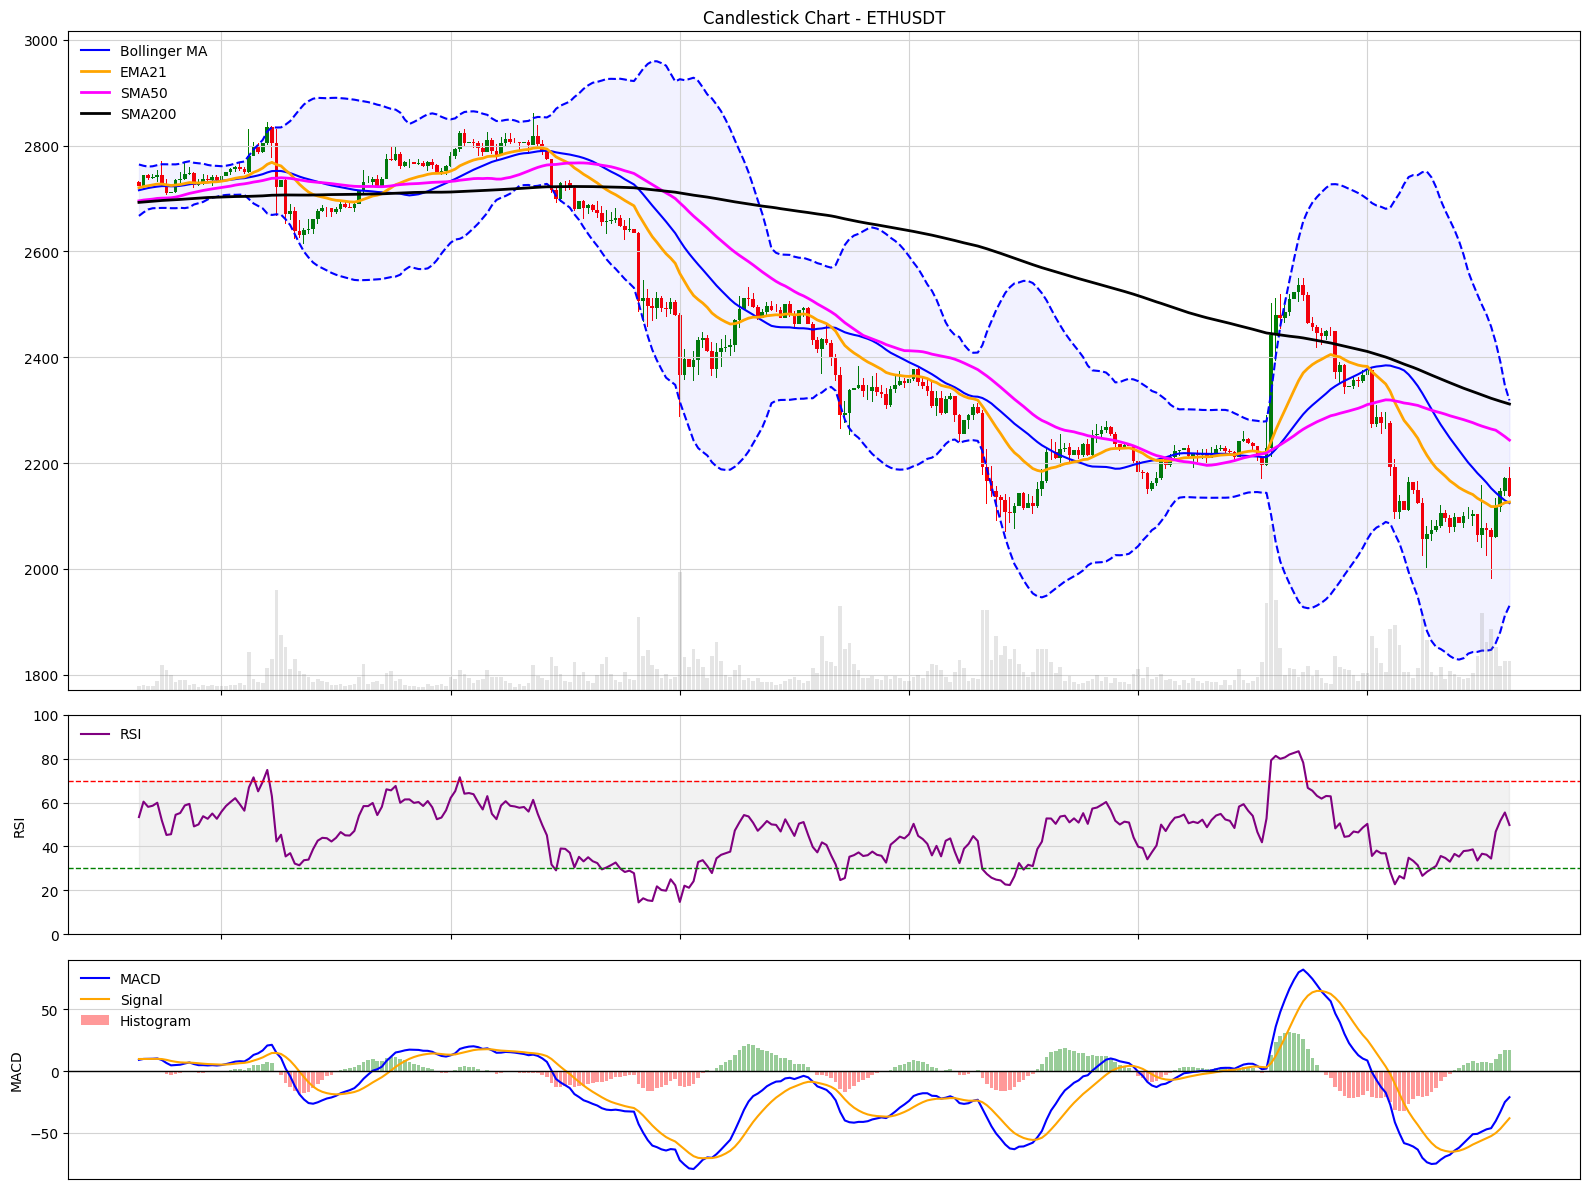 Candlestick Chart - ETHUSDT
3000
2800
2600
2400
2200
2000
1800
Bollinger MA
EMA21
SMA50
SMA200
100
80
60
40
20
0
RSI
RSI
50
0
−50
MACD
MACD
Signal
Histogram